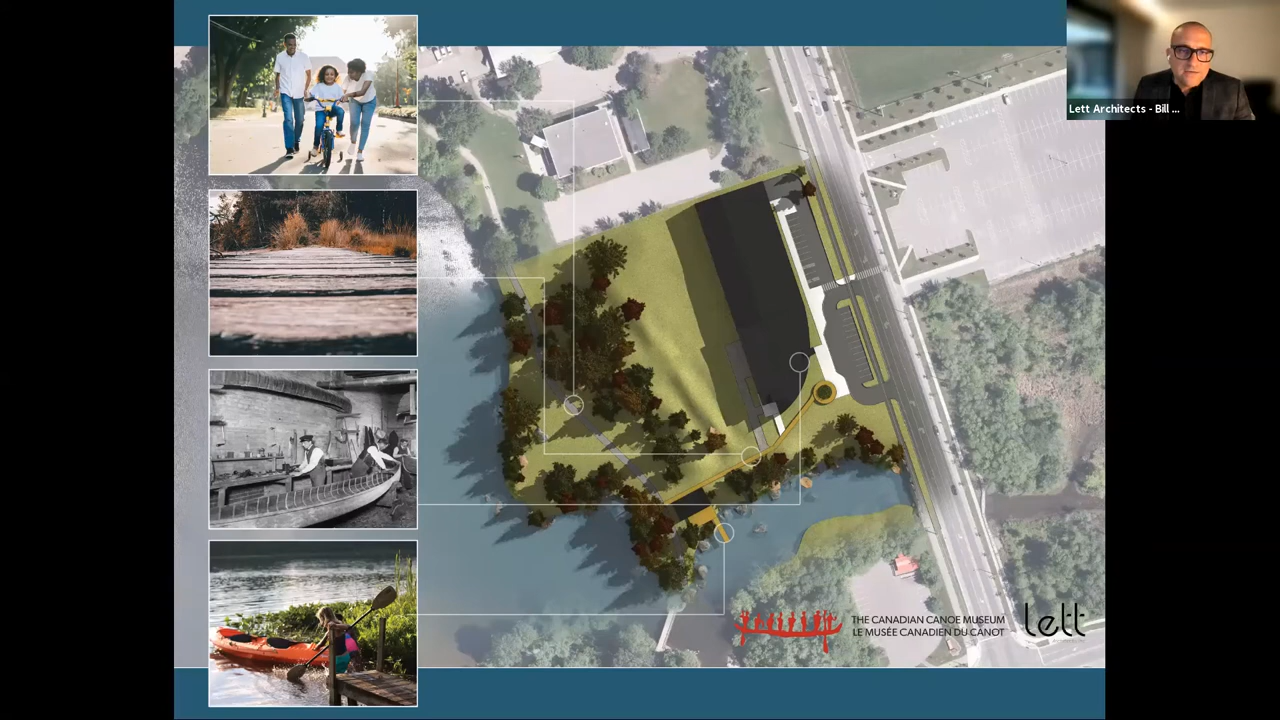 Lett Architects - Bill ...
THE CANADIAN CANOE MUSEUM
LE MUSÉE CANADIEN DU CANOT
lett